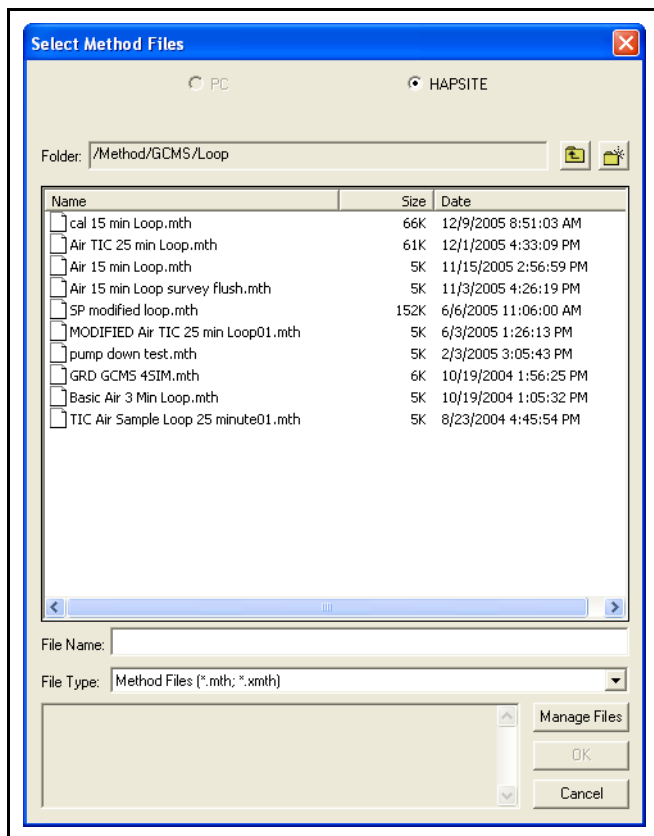 Select Method Files
PC HAPSITE
Folder: /Method/GCMS/Loop
Name Size Date
cal 15 min Loop.mth 66K 12/9/2005 8:51:03 AM
Air TIC 25 min Loop.mth 61K 12/1/2005 4:33:09 PM
Air 15 min Loop.mth 5K 11/15/2005 2:56:59 PM
Air 15 min Loop survey flush.mth 5K 11/3/2005 4:26:19 PM
SP modified loop.mth 152K 6/6/2005 11:06:00 AM
MODIFIED Air TIC 25 min Loop01.mth 5K 6/3/2005 1:26:13 PM
pump down test.mth 5K 2/3/2005 3:05:43 PM
GRD GCMS 4SIM.mth 6K 10/19/2004 1:56:25 PM
Basic Air 3 Min Loop.mth 5K 10/19/2004 1:05:32 PM
TIC Air Sample Loop 25 minute01.mth 5K 8/23/2004 4:45:54 PM
File Name:
File Type: Method Files (*.mth; *.xmth)
Manage Files
OK
Cancel